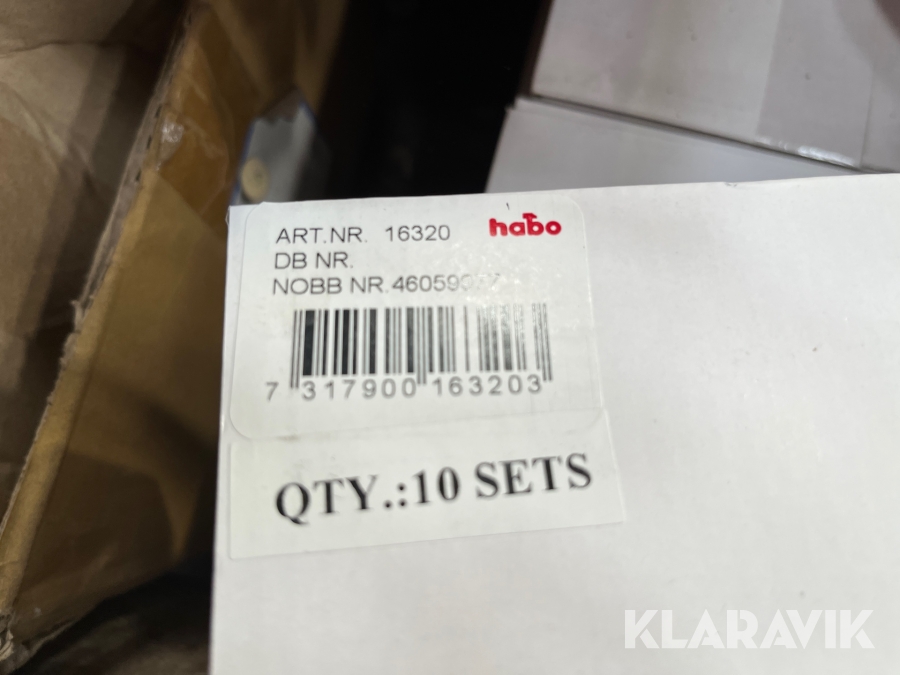 ART.NR. 16320 habo
DB NR.
NOBB NR.
7 317900 163203
QTY.:10 SETS
KLARAVIK